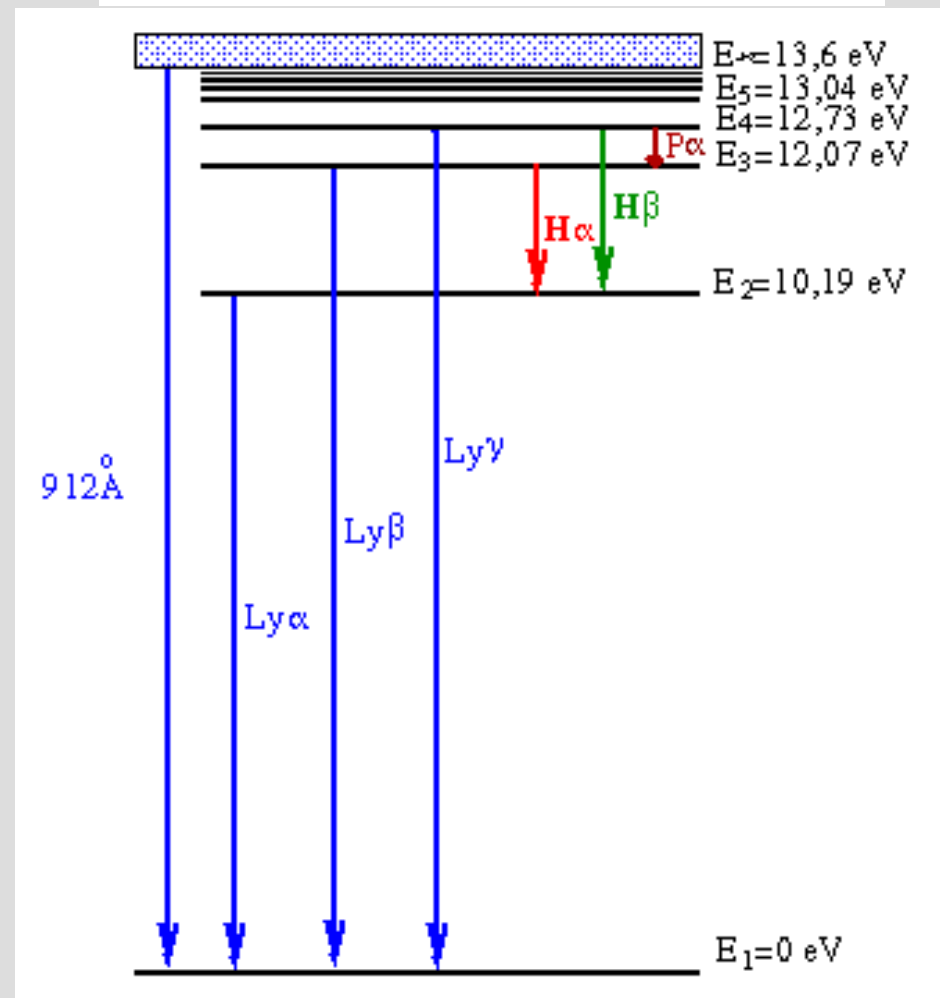 E∞=13,6 eV
E5=13,04 eV
E4=12,73 eV
Pα
E3=12,07 eV
Hβ
Hα
E2=10,19 eV
Lyγ
912Å
Lyβ
Lyα
E1=0 eV